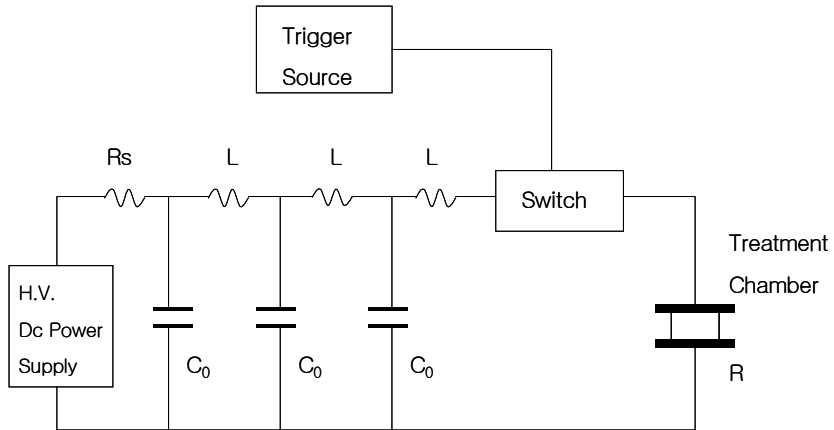 Trigger
Source
Rs
L
L
L
Switch
Treatment
Chamber
H.V.
Dc Power
Supply
C₀
C₀
C₀
R